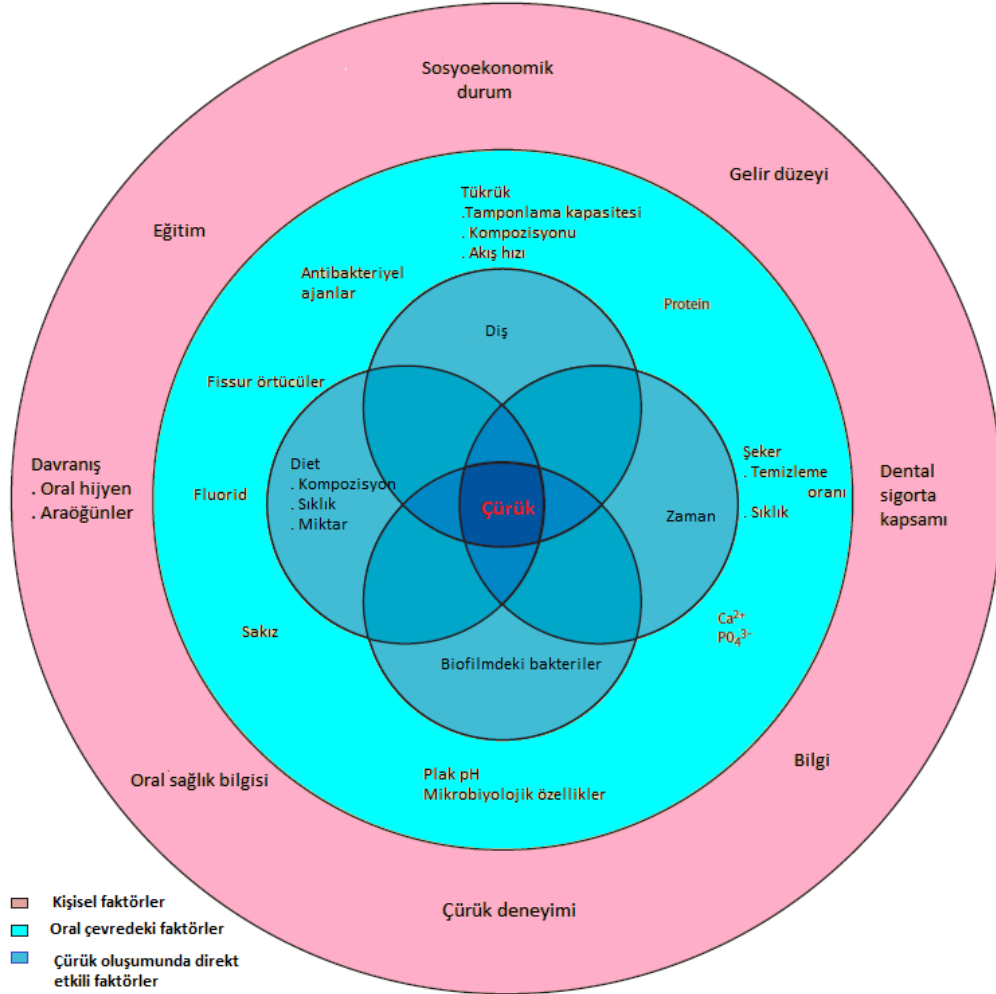 Sosyoekonomik
durum
Gelir düzeyi
Eğitim
Tükrük
.Tamponlama kapasitesi
. Kompozisyonu
. Akış hızı
Antibakteriyel
ajanlar
Protein
Diş
Fissur örtücüler
Davranış
. Oral hijyen
. Araöğünler
Fluorid
Diet
. Kompozisyon
. Sıklık
. Miktar
Çürük
Zaman
Şeker
. Temizleme
oranı
. Sıklık
Dental
sigorta
kapsamı
Sakız
Ca²⁺
PO₄³⁻
Biofilmdeki bakteriler
Oral sağlık bilgisi
Plak pH
Mikrobiyolojik özellikler
Bilgi
Çürük deneyimi
Kişisel faktörler
Oral çevredeki faktörler
Çürük oluşumunda direkt
etkili faktörler